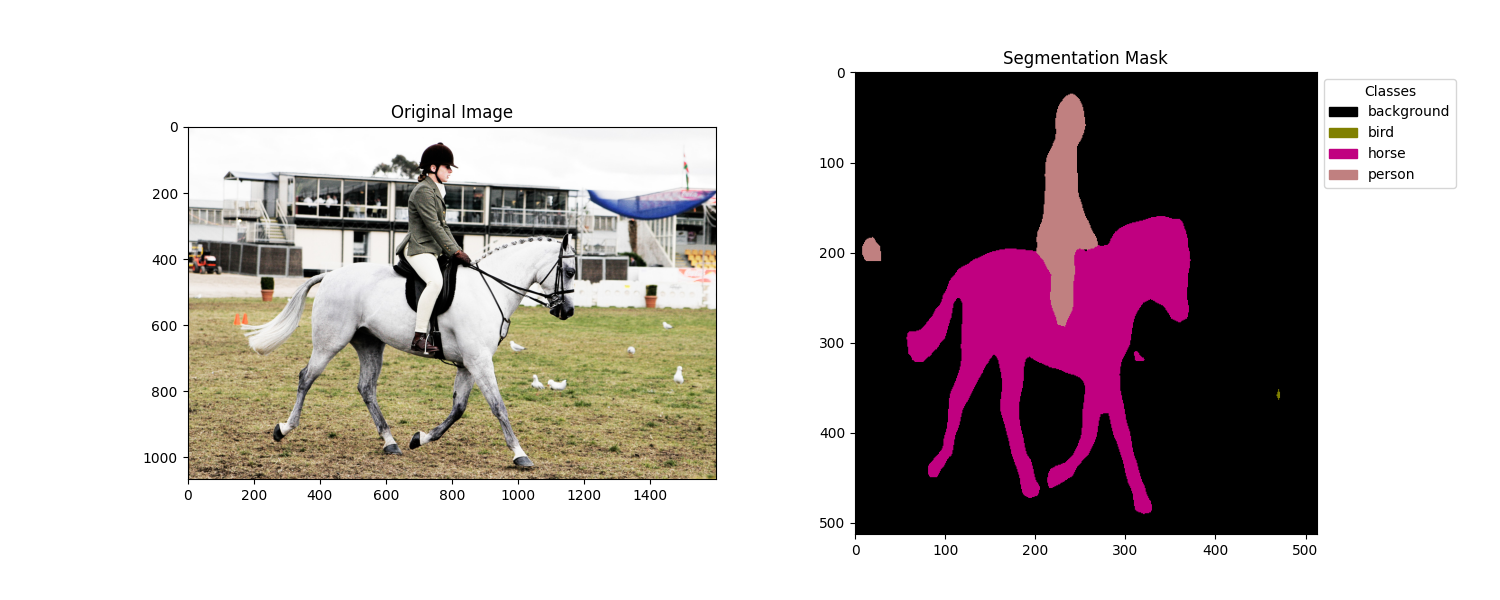 Original Image
0
200
400
600
800
1000
0 200 400 600 800 1000 1200 1400
Segmentation Mask
0
100
200
300
400
500
0 100 200 300 400 500
Classes
background
bird
horse
person